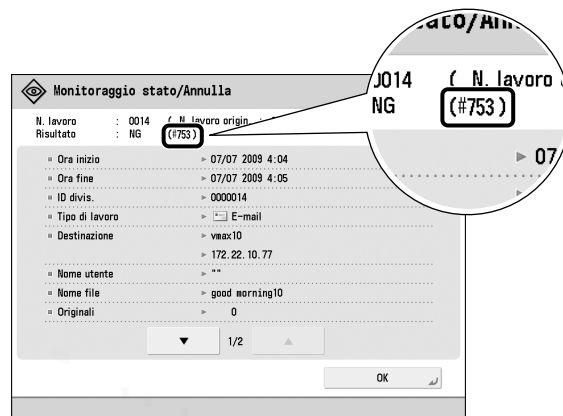 Monitoraggio stato/Annulla
N. lavoro : 0014 ( N. lavoro origin. :
Risultato : NG (#753)
Ora inizio 07/07 2009 4:04
Ora fine 07/07 2009 4:05
ID divis. 0000014
Tipo di lavoro E-mail
Destinazione vmax10
172.22.10.77
Nome utente ""
Nome file good morning10
Originali 0
1/2
OK
0014 ( N. lavoro
NG (#753)
07